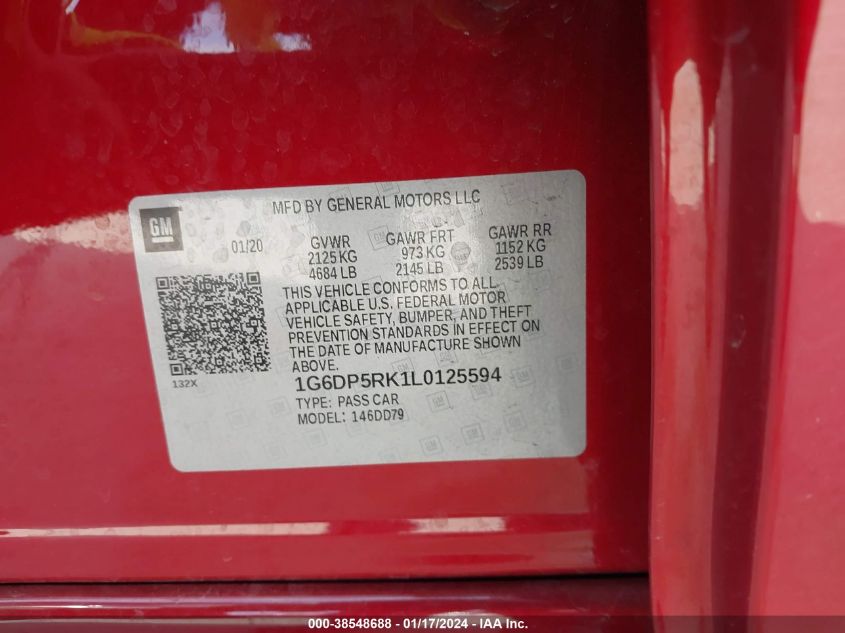 MFD BY GENERAL MOTORS LLC
GM
01/20 GVWR GAWR FRT GAWR RR
2125 KG 973 KG 1152 KG
4684 LB 2145 LB 2539 LB
THIS VEHICLE CONFORMS TO ALL
APPLICABLE U.S. FEDERAL MOTOR
VEHICLE SAFETY, BUMPER, AND THEFT
PREVENTION STANDARDS IN EFFECT ON
THE DATE OF MANUFACTURE SHOWN
ABOVE.
132X
1G6DP5RK1L0125594
TYPE: PASS CAR
MODEL: 146DD79
000-38548688 - 01/17/2024 - IAA Inc.